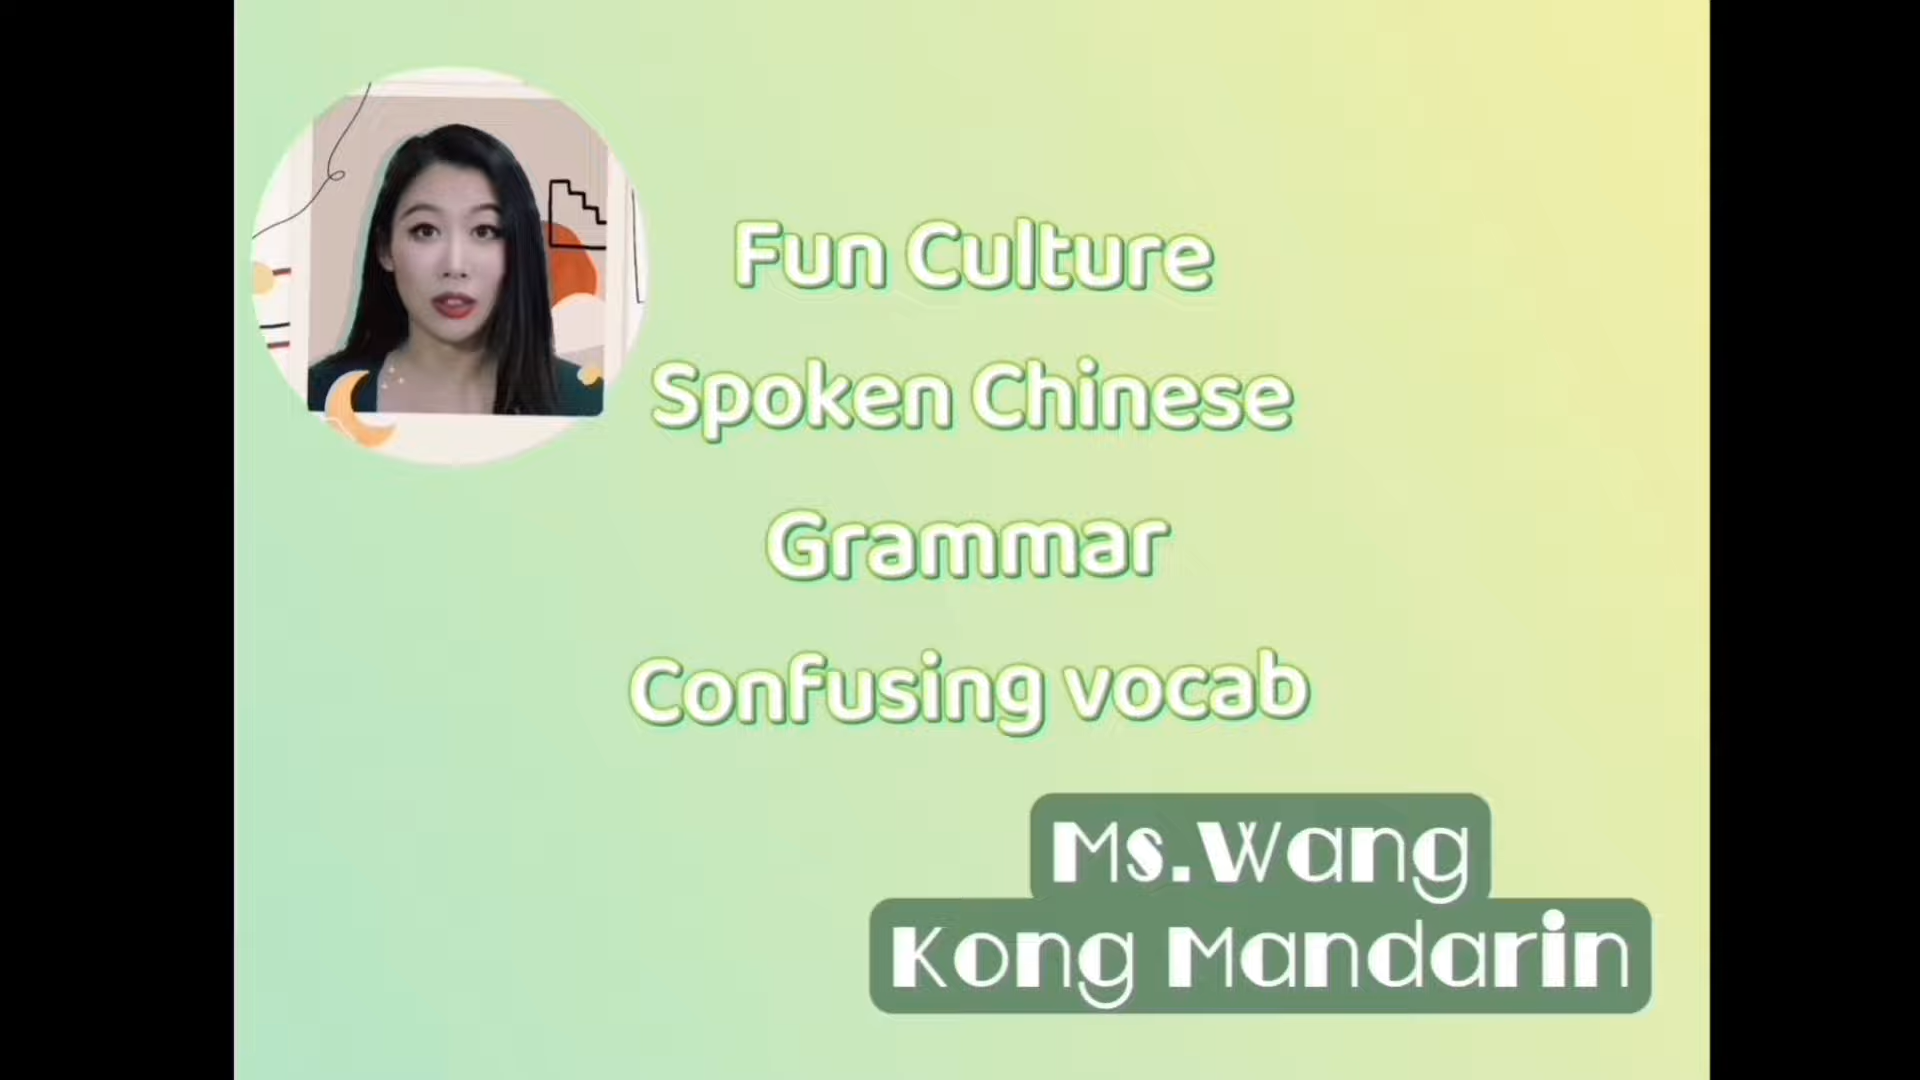 Fun Culture
Spoken Chinese
Grammar
Confusing vocab
Ms.Wang
Kong Mandarin